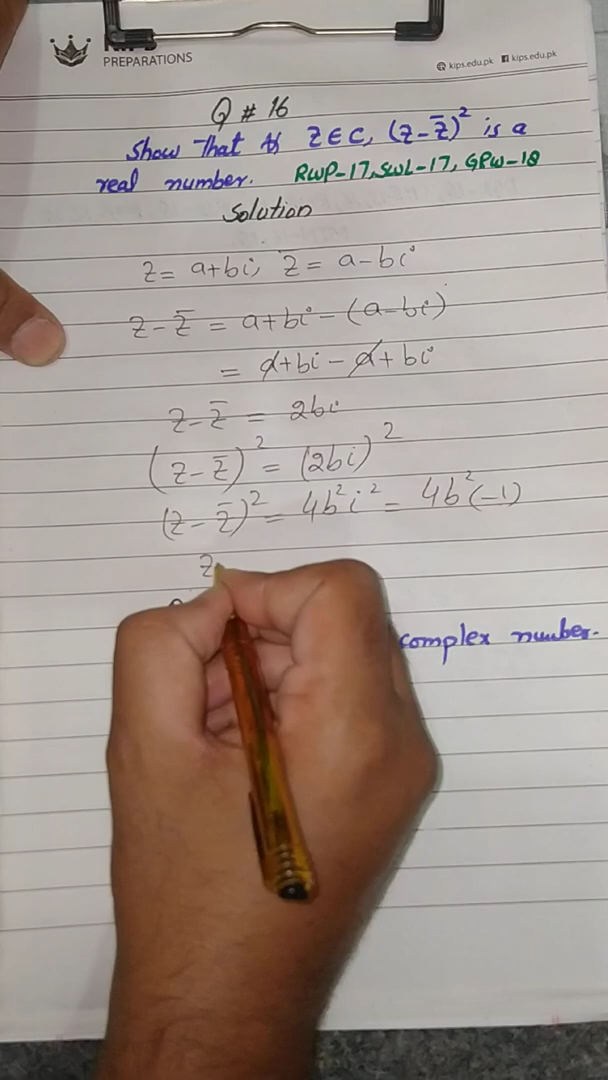 KIPS
PREPARATIONS
kips.edu.pk kips.edu.pk
Q # 16
Show That ∀ Z ∈ C, (z-z̅)² is a
real number. RWP-17, SWL-17, GRW-18
Solution
z = a+bi, z̅ = a-bi
z-z̅ = a+bi-(a-bi)
= a+bi-a+bi
z-z̅ = 2bi
(z-z̅)² = (2bi)²
(z-z̅)² = 4b²i² = 4b²(-1)
z
complex number.